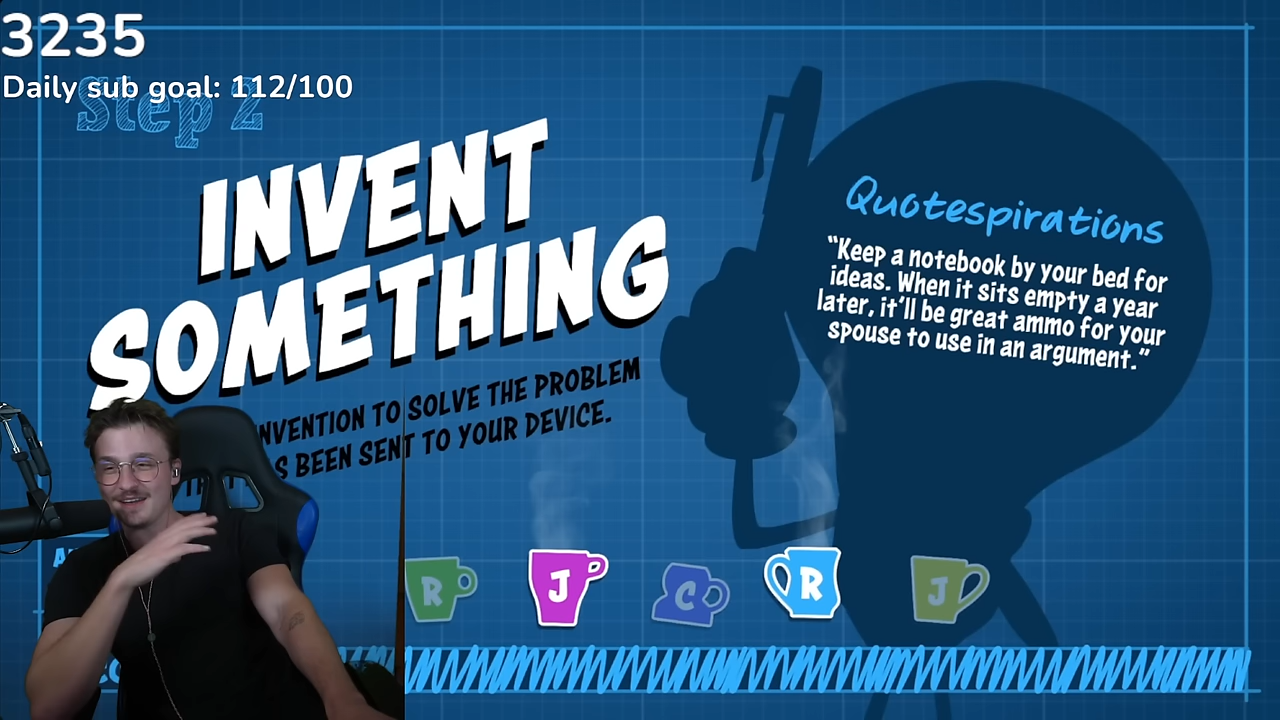 3235
Daily sub goal: 112/100
Step 2
INVENT
SOMETHING
INVENTION TO SOLVE THE PROBLEM
BEEN SENT TO YOUR DEVICE.
Quotespirations
"Keep a notebook by your bed for
ideas. When it sits empty a year
later, it'll be great ammo for your
spouse to use in an argument."
R
J
C
R
J